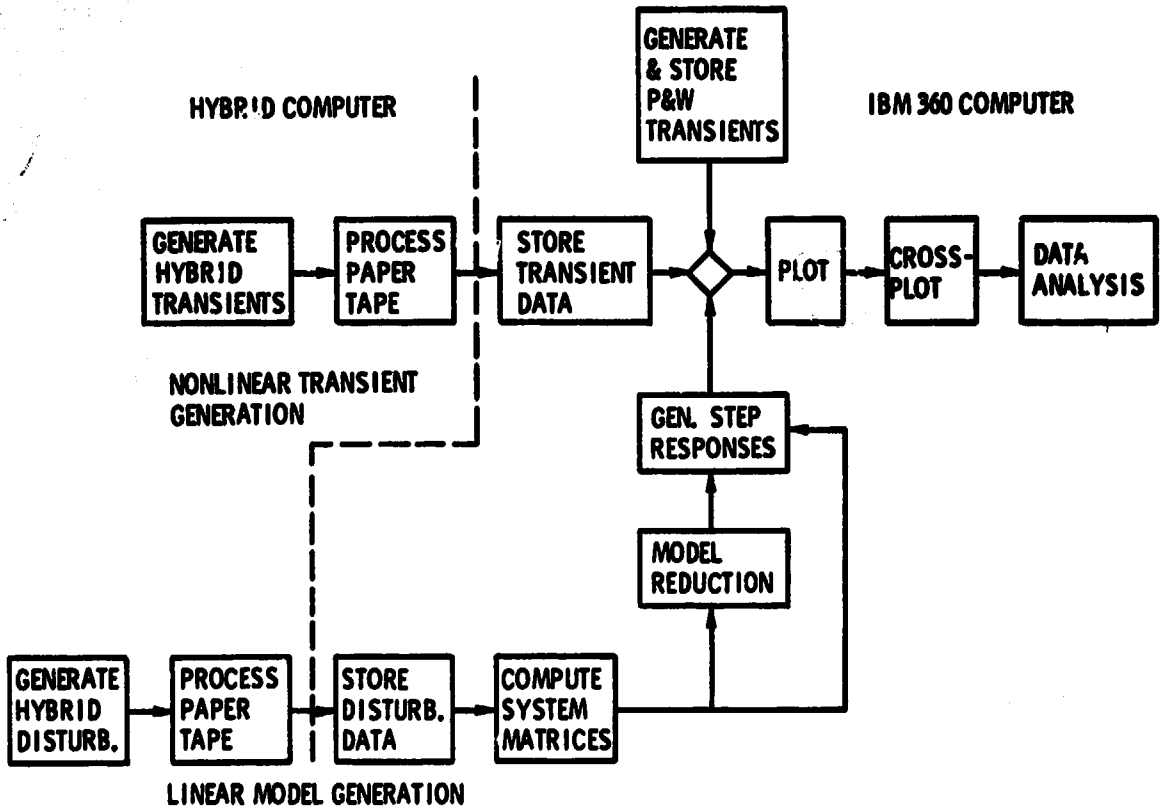 GENERATE
& STORE
P&W
TRANSIENTS
HYBRID COMPUTER
IBM 360 COMPUTER
GENERATE
HYBRID
TRANSIENTS
PROCESS
PAPER
TAPE
STORE
TRANSIENT
DATA
PLOT
CROSS-
PLOT
DATA
ANALYSIS
NONLINEAR TRANSIENT
GENERATION
GEN. STEP
RESPONSES
MODEL
REDUCTION
GENERATE
HYBRID
DISTURB.
PROCESS
PAPER
TAPE
STORE
DISTURB.
DATA
COMPUTE
SYSTEM
MATRICES
LINEAR MODEL GENERATION